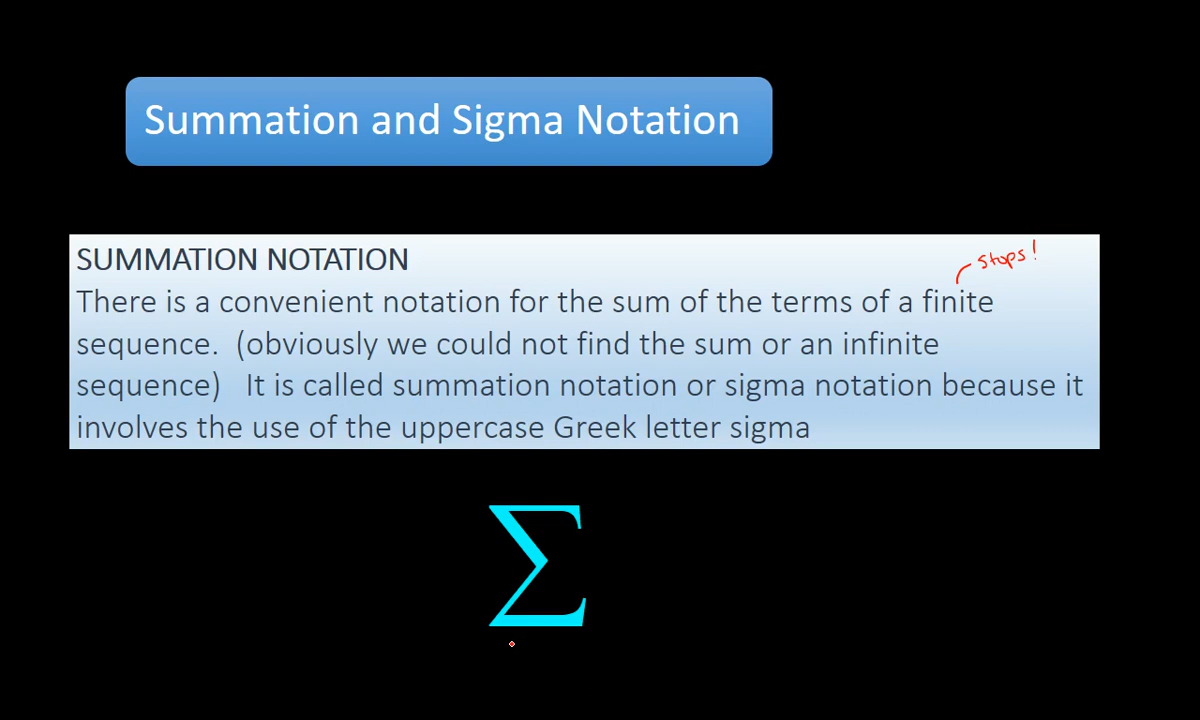 Summation and Sigma Notation
SUMMATION NOTATION
stops!
There is a convenient notation for the sum of the terms of a finite
sequence. (obviously we could not find the sum or an infinite
sequence) It is called summation notation or sigma notation because it
involves the use of the uppercase Greek letter sigma
Σ